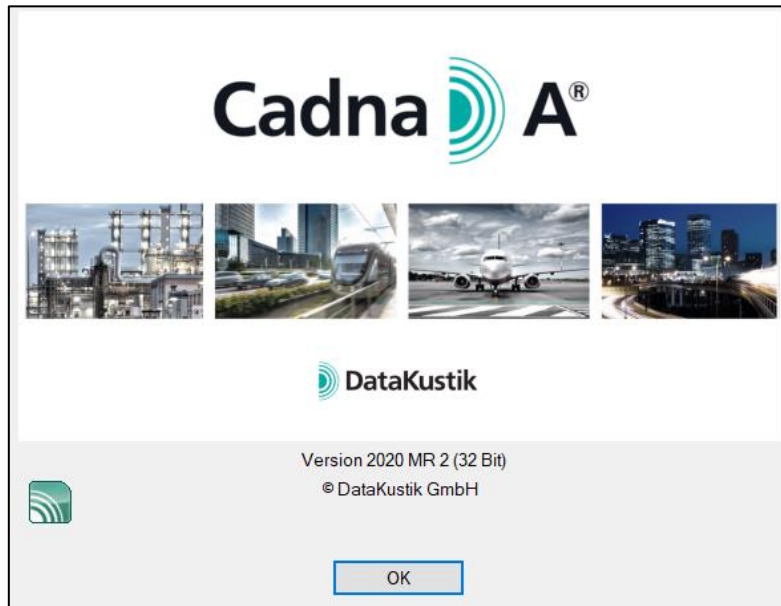 Cadna A®
DataKustik
Version 2020 MR 2 (32 Bit)
© DataKustik GmbH
OK